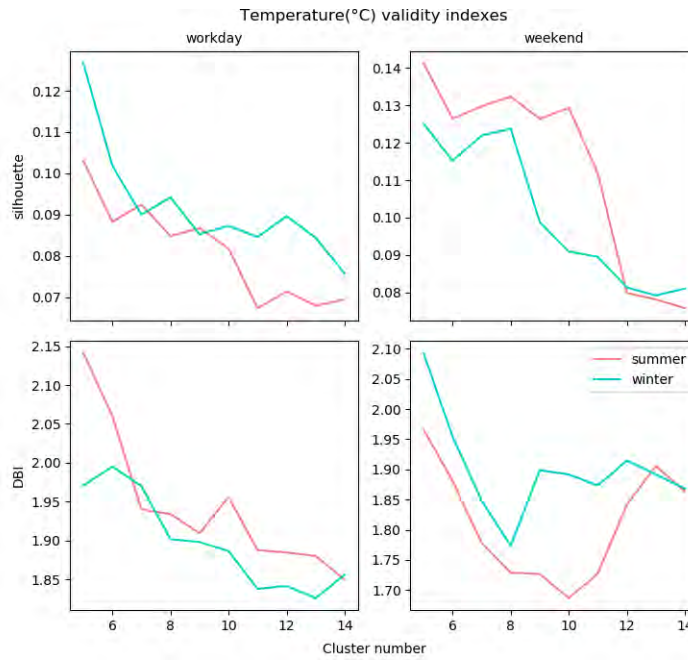 Temperature(°C) validity indexes
workday
weekend
silhouette
0.12
0.11
0.10
0.09
0.08
0.07
0.14
0.13
0.12
0.11
0.10
0.09
0.08
DBI
2.15
2.10
2.05
2.00
1.95
1.90
1.85
2.10
2.05
2.00
1.95
1.90
1.85
1.80
1.75
1.70
summer
winter
6 8 10 12 14
6 8 10 12 14
Cluster number